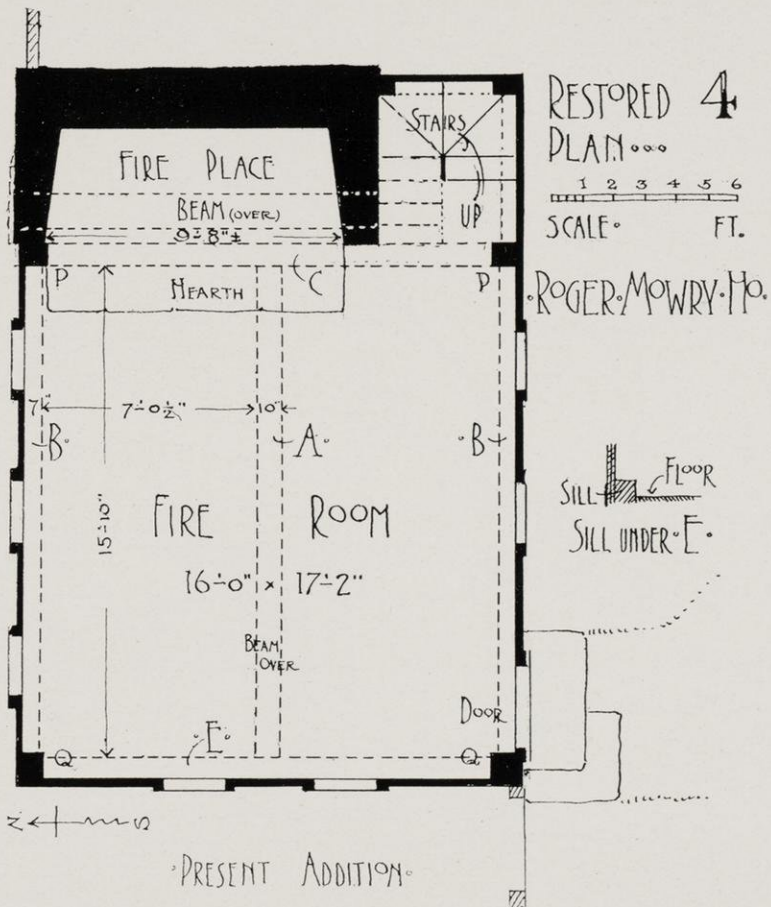 RESTORED 4
PLAN...
1 2 3 4 5 6
SCALE. FT.
·ROGER·MOWRY·HO.
STAIRS
UP
FIRE PLACE
BEAM (OVER)
9'-8"±
P
HEARTH
C
P
7"
7'-0½"
10"
·B·
·A·
·B·
15'-10"
FIRE ROOM
16'-0" x 17'-2"
BEAM
OVER
DOOR
·E·
Q
Q
FLOOR
SILL
SILL UNDER·E·
N S
·PRESENT ADDITION·